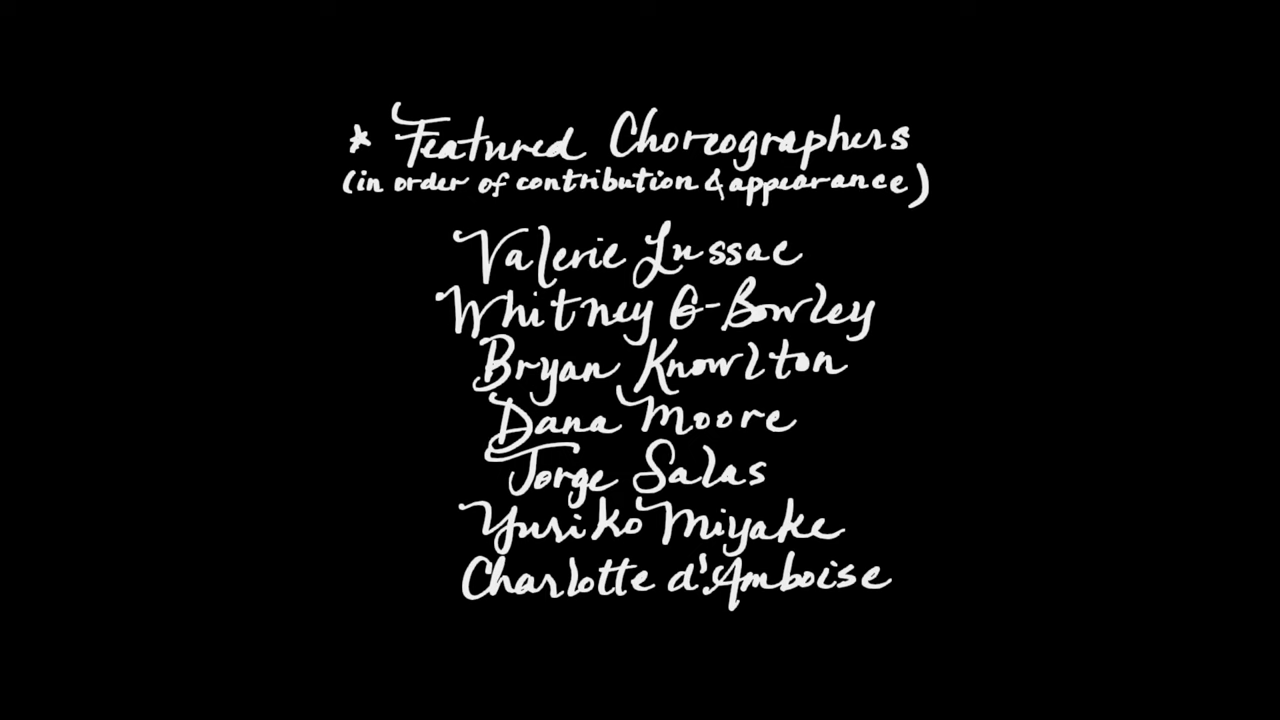 * Featured Choreographers
(in order of contribution & appearance)
Valerie Lussac
Whitney G-Bowley
Bryan Knowlton
Dana Moore
Jorge Salas
Yuriko Miyake
Charlotte d'Amboise